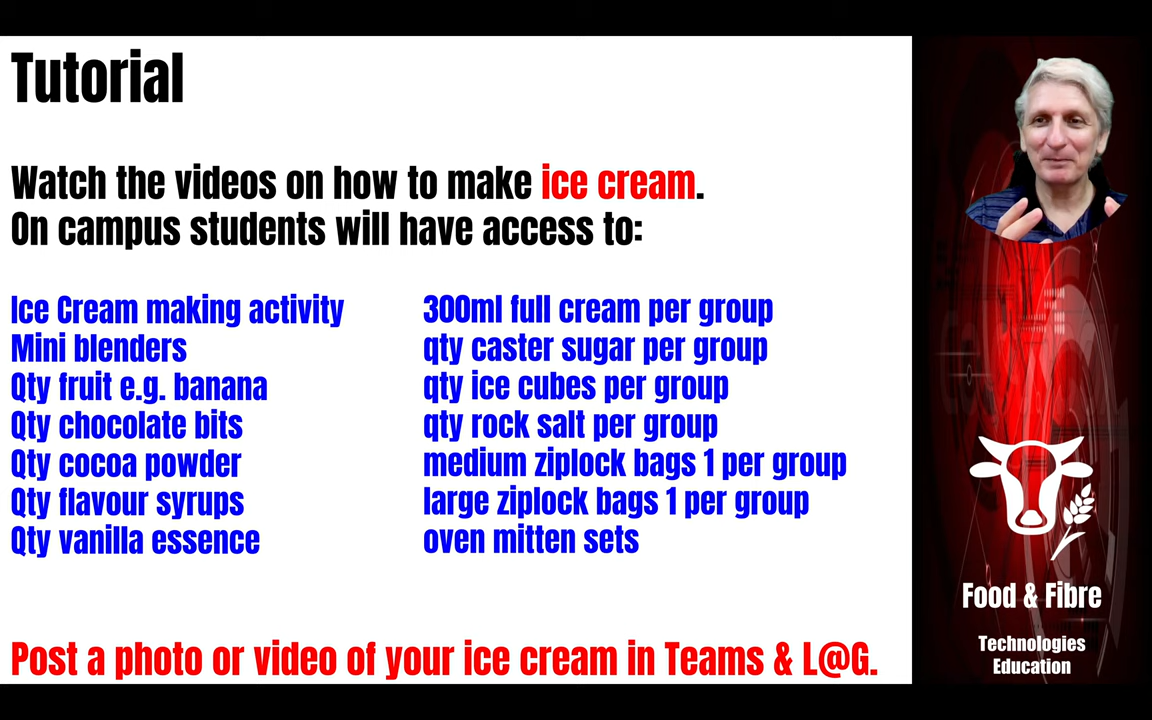 Tutorial
Watch the videos on how to make ice cream.
On campus students will have access to:
Ice Cream making activity
Mini blenders
Qty fruit e.g. banana
Qty chocolate bits
Qty cocoa powder
Qty flavour syrups
Qty vanilla essence
300ml full cream per group
qty caster sugar per group
qty ice cubes per group
qty rock salt per group
medium ziplock bags 1 per group
large ziplock bags 1 per group
oven mitten sets
Post a photo or video of your ice cream in Teams & L@G.
Food & Fibre
Technologies
Education